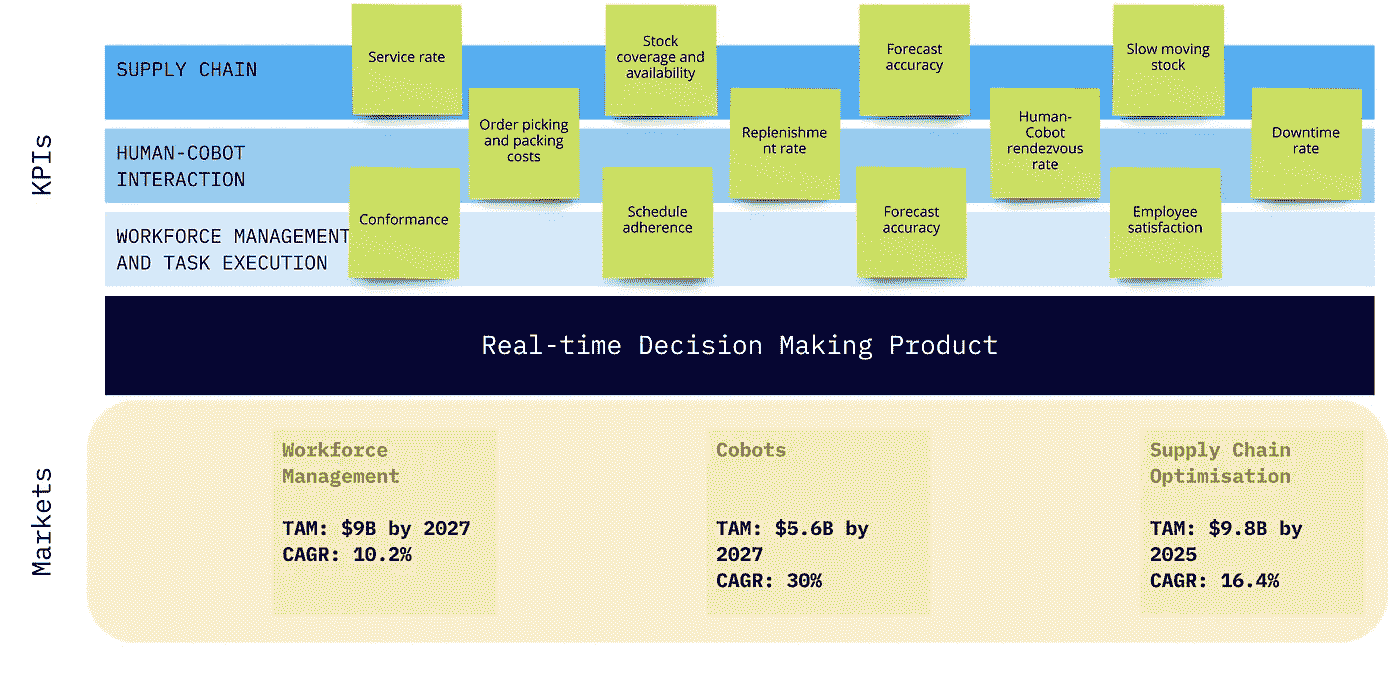 KPIs
SUPPLY CHAIN
Service rate
Stock
coverage and
availability
Forecast
accuracy
Slow moving
stock
HUMAN-COBOT
INTERACTION
Order picking
and packing
costs
Replenishme
nt rate
Human-
Cobot
rendezvous
rate
Downtime
rate
WORKFORCE MANAGEMENT
AND TASK EXECUTION
Conformance
Schedule
adherence
Forecast
accuracy
Employee
satisfaction
Real-time Decision Making Product
Markets
Workforce
Management
TAM: $9B by 2027
CAGR: 10.2%
Cobots
TAM: $5.6B by
2027
CAGR: 30%
Supply Chain
Optimisation
TAM: $9.8B by
2025
CAGR: 16.4%